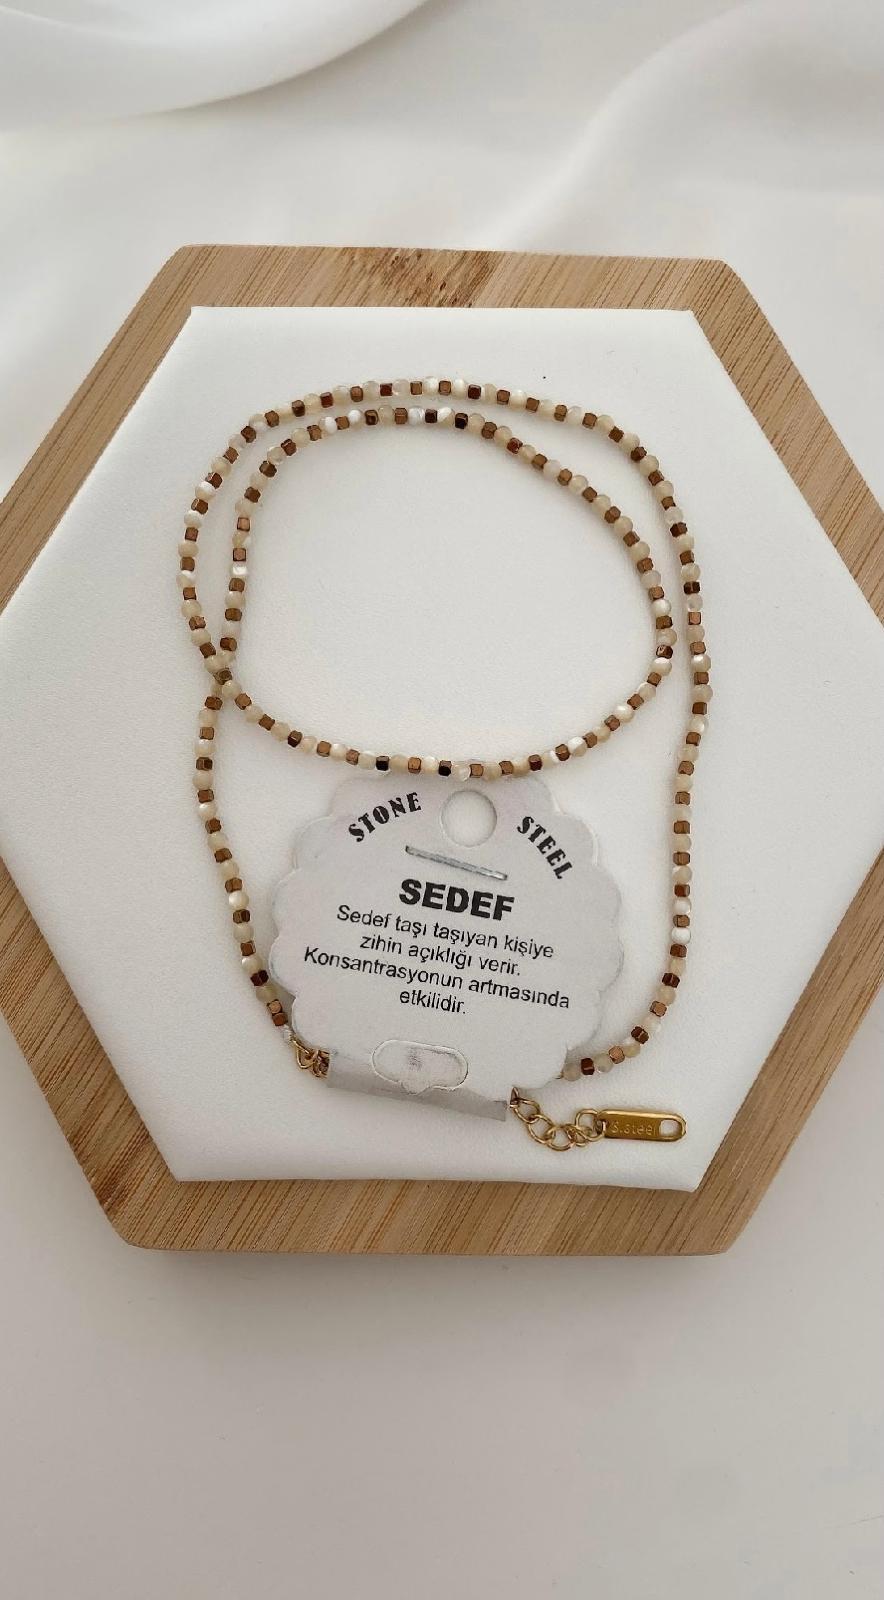 STONE STEEL
SEDEF
Sedef taşı taşıyan kişiye
zihin açıklığı verir.
Konsantrasyonun artmasında
etkilidir.
S.steel